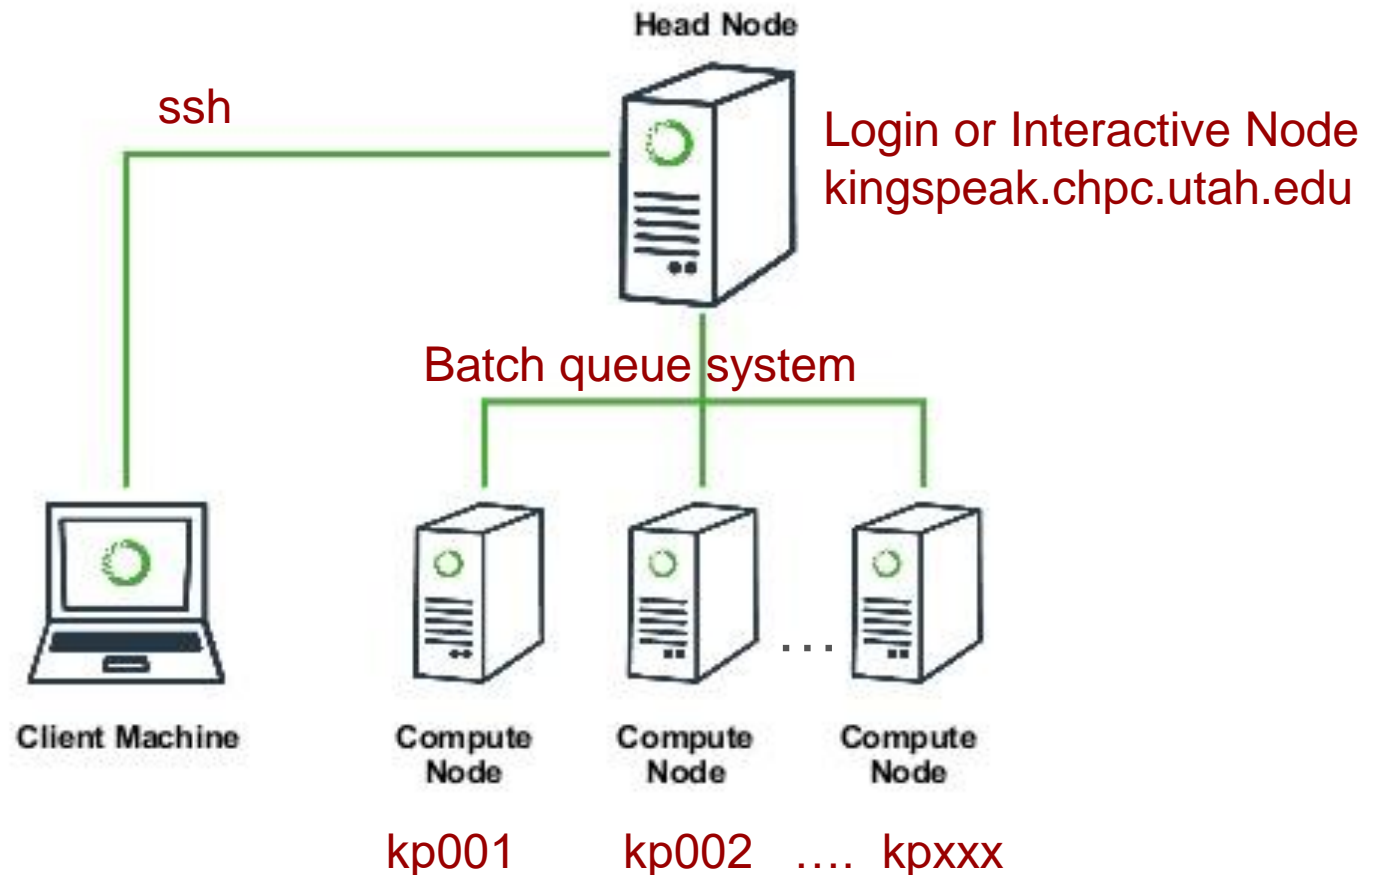 Head Node
ssh
Login or Interactive Node
kingspeak.chpc.utah.edu
Batch queue system
...
Client Machine
Compute
Node
Compute
Node
Compute
Node
kp001
kp002
....
kpxxx